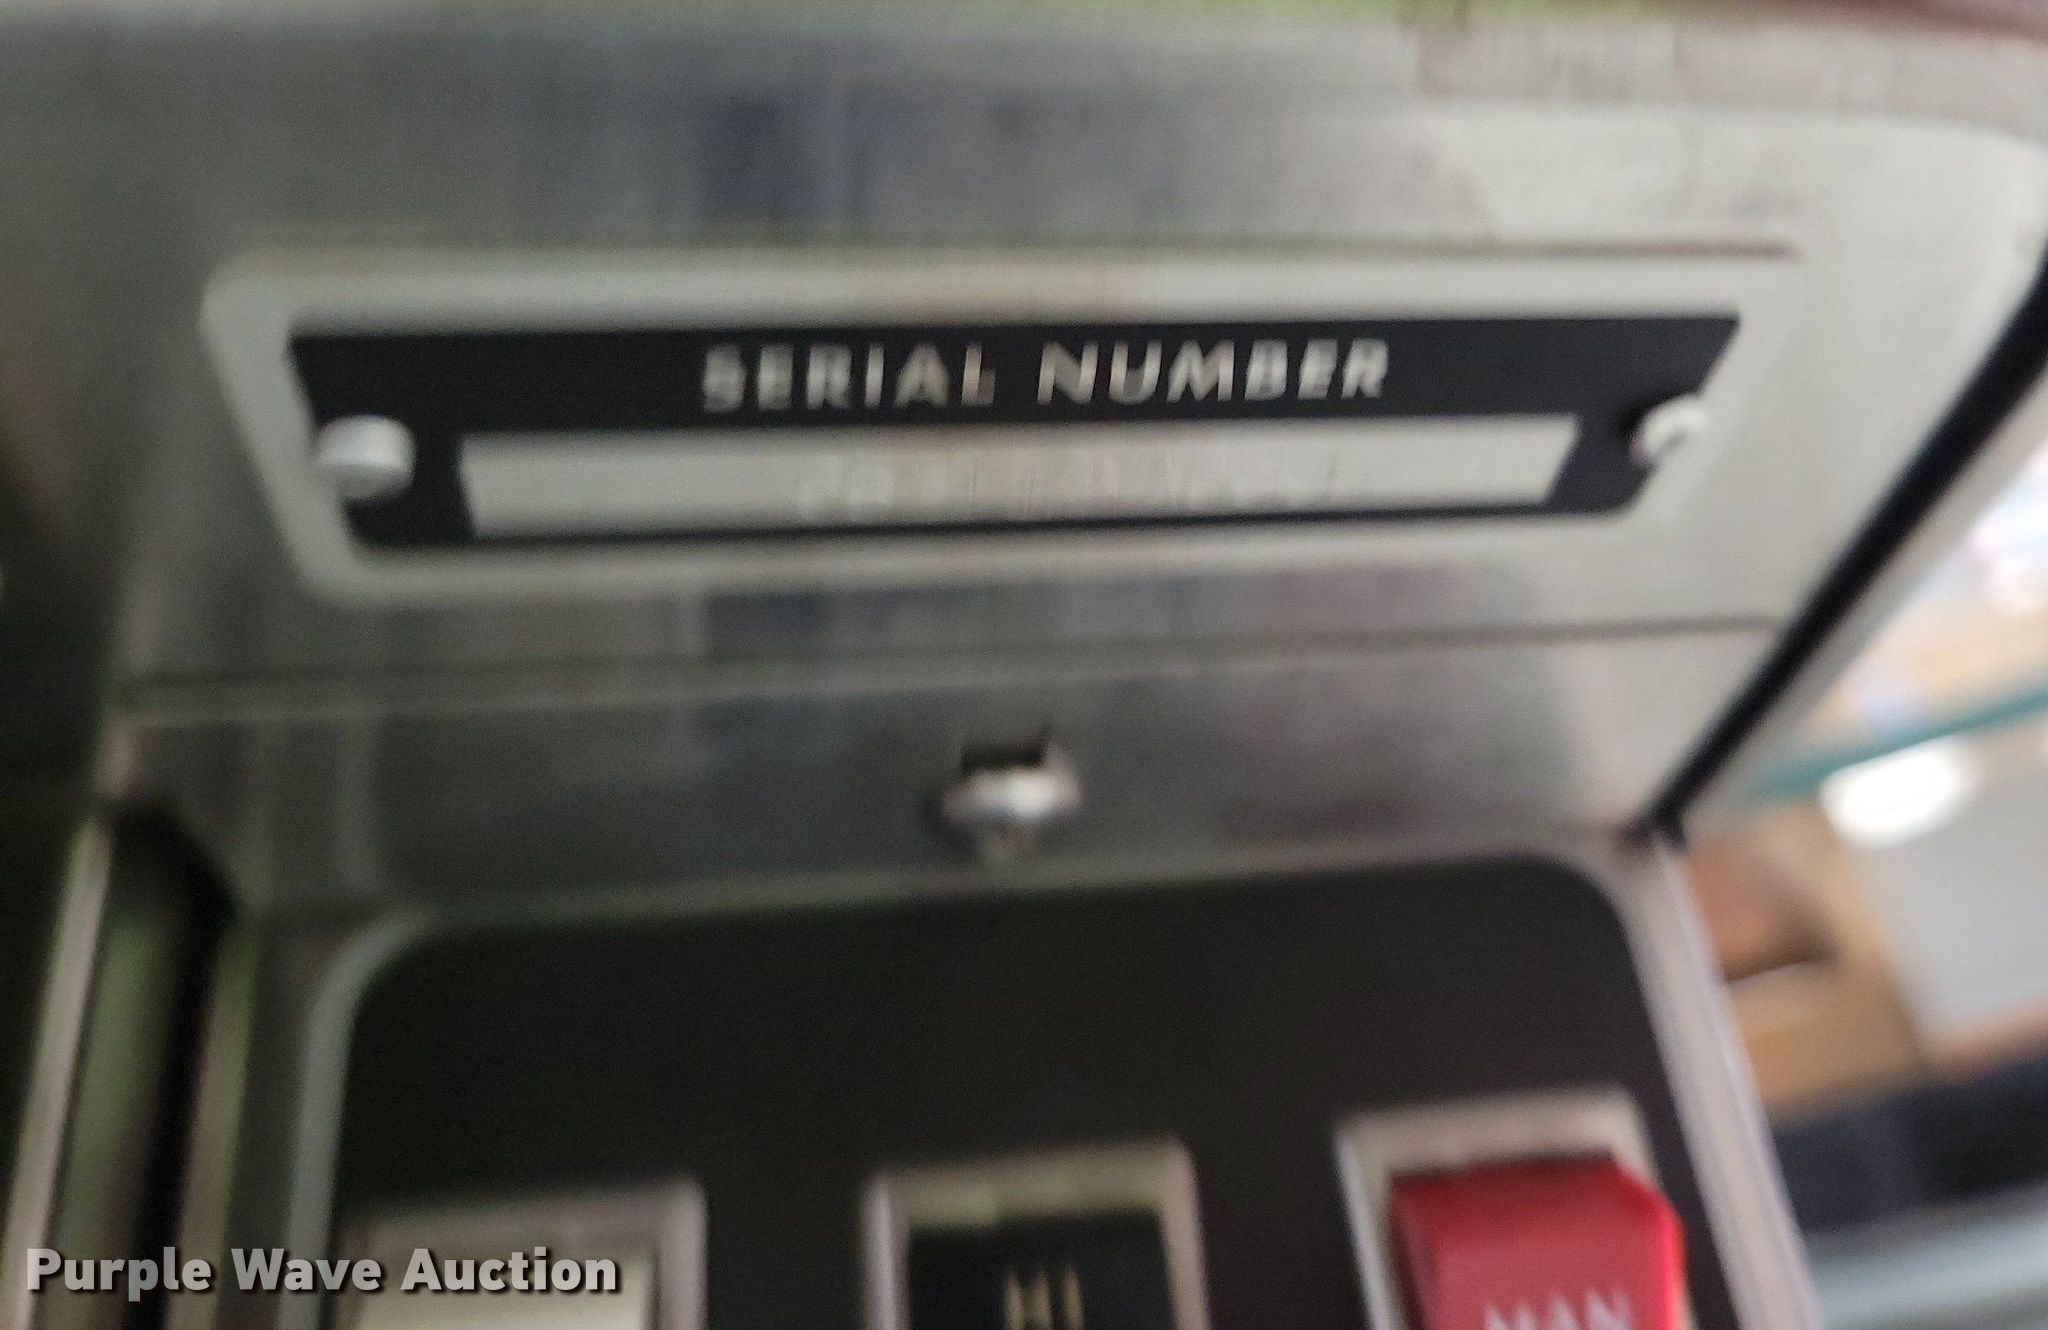 SERIAL NUMBER
HI
MAN
Purple Wave Auction